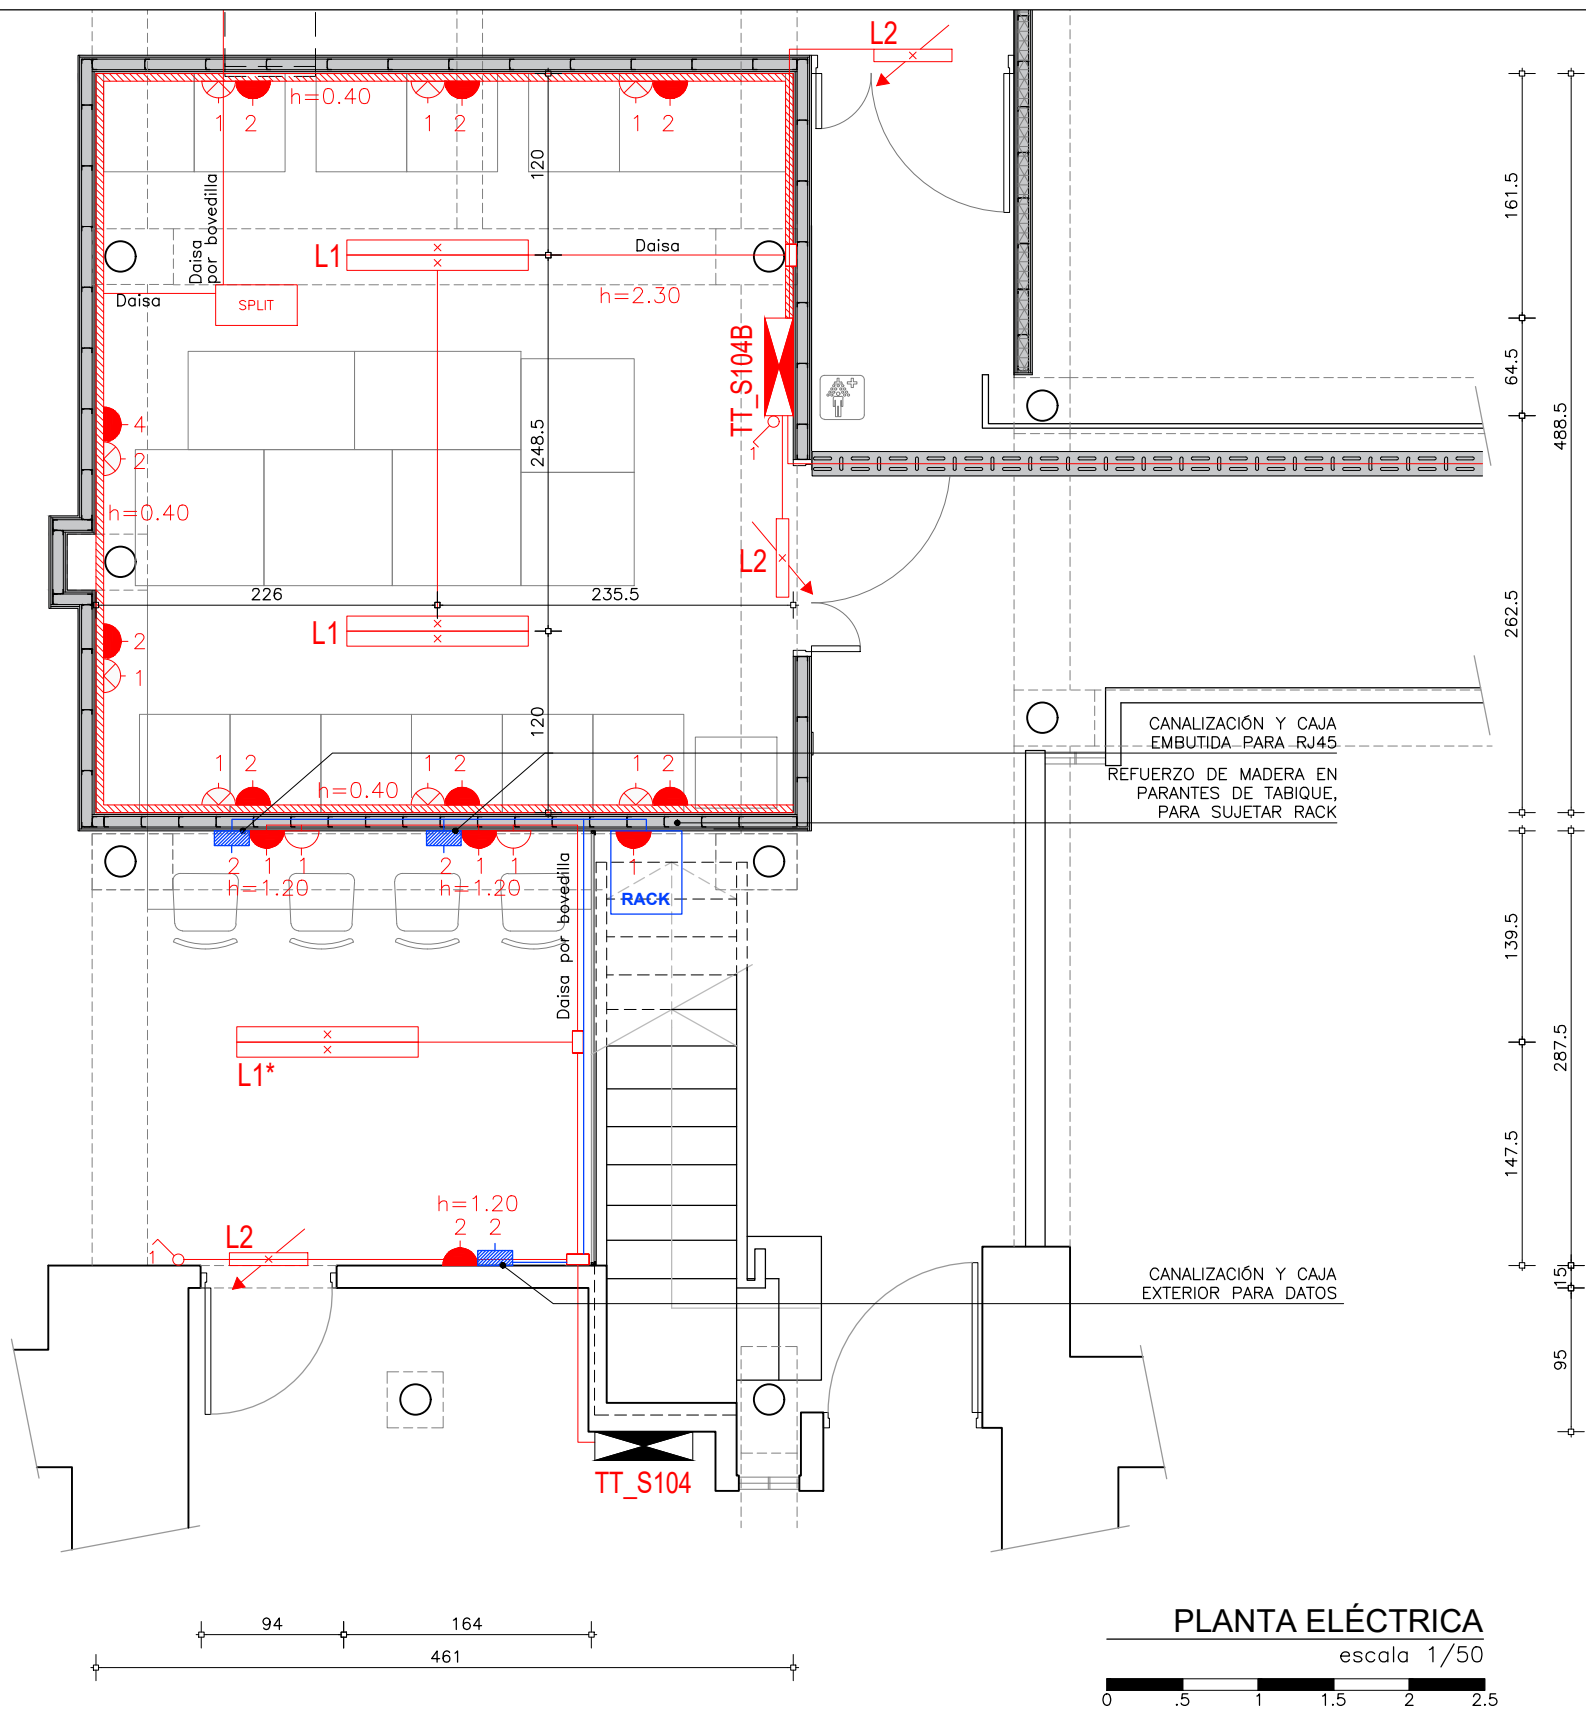 L2
h=0.40
1 2
1 2
1 2
120
161.5
Daisa
por bovedilla
L1
Daisa
Daisa
SPLIT
h=2.30
TT_S104B
64.5
4
2
1
248.5
488.5
h=0.40
L2
226
235.5
262.5
L1
2
1
120
CANALIZACIÓN Y CAJA
EMBUTIDA PARA RJ45
1 2
1 2
1 2
h=0.40
REFUERZO DE MADERA EN
PARANTES DE TABIQUE,
PARA SUJETAR RACK
2 1 1
2 1 1
1
h=1.20
h=1.20
RACK
Daisa por bovedilla
139.5
287.5
L1*
147.5
h=1.20
2 2
L2
1
CANALIZACIÓN Y CAJA
EXTERIOR PARA DATOS
15
95
TT_S104
94
164
461
PLANTA ELÉCTRICA
escala 1/50
0 .5 1 1.5 2 2.5